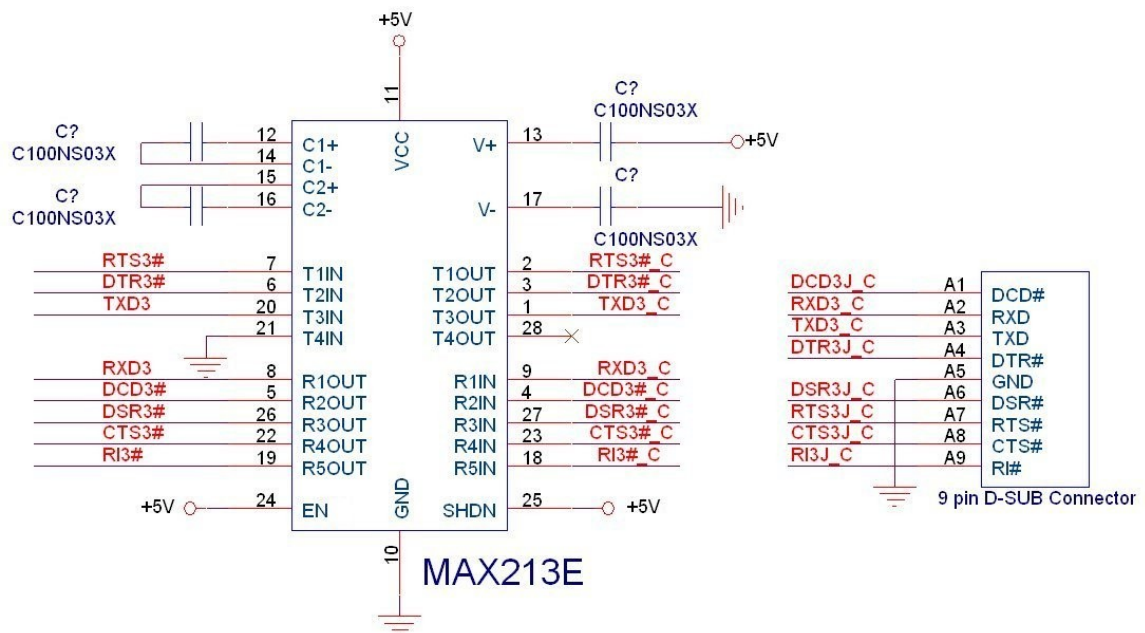 +5V
11
C?
C100NS03X
C?
C100NS03X
12
14
15
16
C1+
C1-
C2+
C2-
VCC
V+
V-
13
17
C?
C100NS03X
+5V
C?
C100NS03X
RTS3#
DTR3#
TXD3
7
6
20
21
T1IN
T2IN
T3IN
T4IN
T1OUT
T2OUT
T3OUT
T4OUT
2
3
1
28
RTS3#_C
DTR3#_C
TXD3_C
RXD3
DCD3#
DSR3#
CTS3#
RI3#
8
5
26
22
19
R1OUT
R2OUT
R3OUT
R4OUT
R5OUT
R1IN
R2IN
R3IN
R4IN
R5IN
9
4
27
23
18
RXD3_C
DCD3#_C
DSR3#_C
CTS3#_C
RI3#_C
+5V
24
EN
GND
SHDN
25
+5V
10
MAX213E
DCD3J_C
RXD3_C
TXD3_C
DTR3J_C
DSR3J_C
RTS3J_C
CTS3J_C
RI3J_C
A1
A2
A3
A4
A5
A6
A7
A8
A9
DCD#
RXD
TXD
DTR#
GND
DSR#
RTS#
CTS#
RI#
9 pin D-SUB Connector